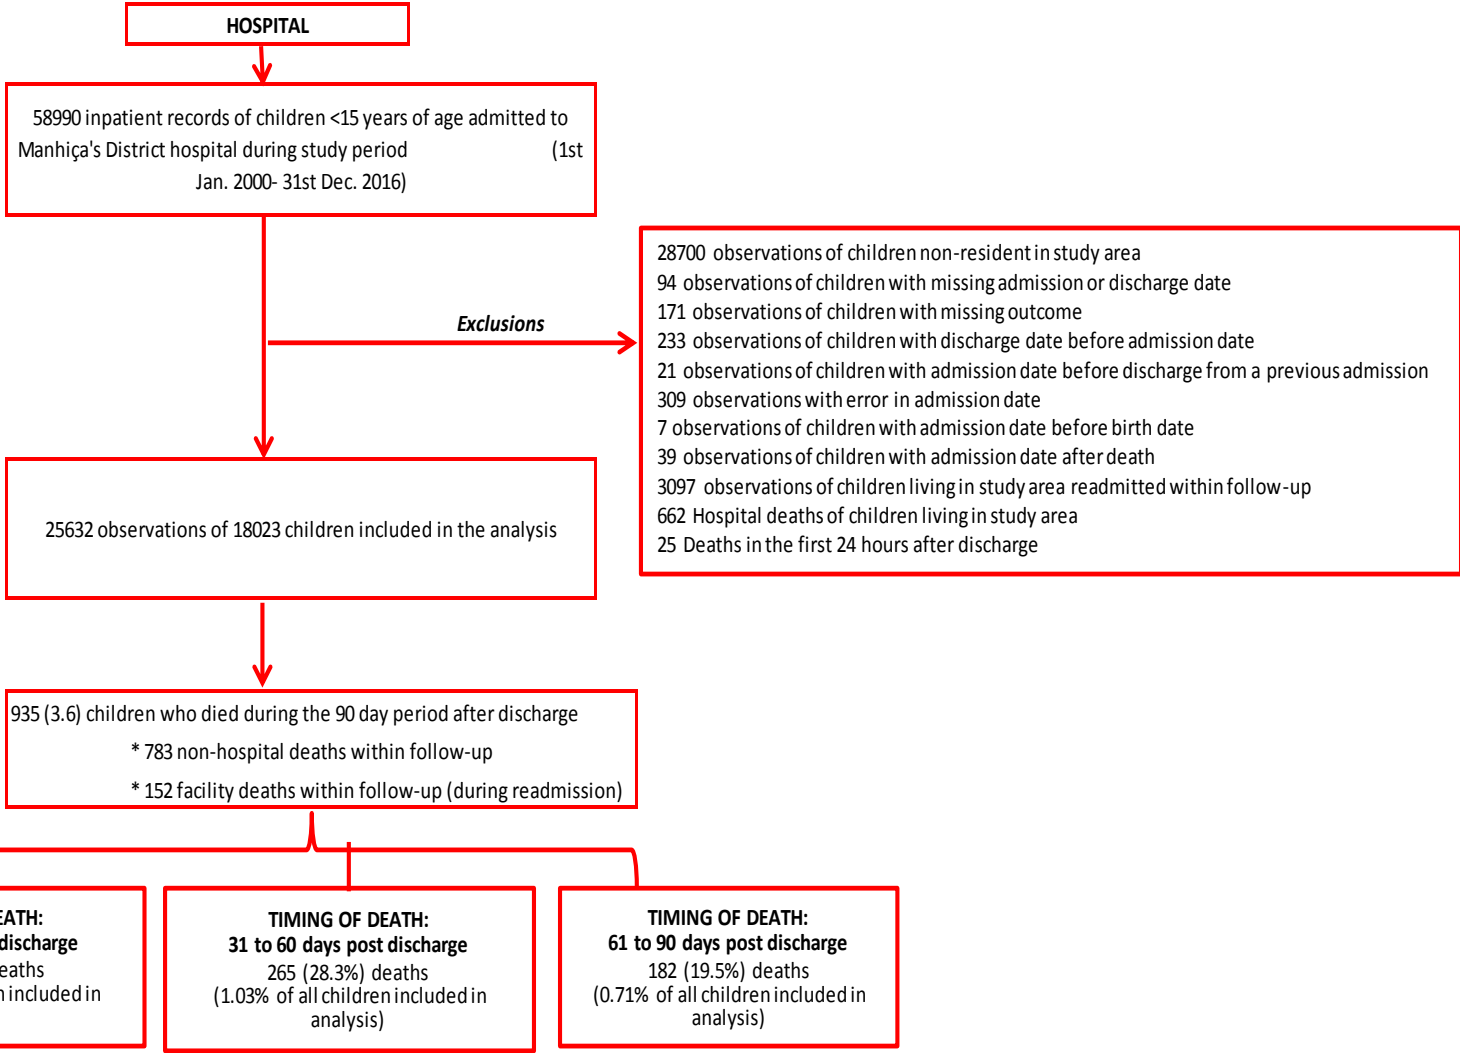 HOSPITAL
58990 inpatient records of children <15 years of age admitted to
Manhiça's District hospital during study period (1st
Jan. 2000- 31st Dec. 2016)
Exclusions
28700 observations of children non-resident in study area
94 observations of children with missing admission or discharge date
171 observations of children with missing outcome
233 observations of children with discharge date before admission date
21 observations of children with admission date before discharge from a previous admission
309 observations with error in admission date
7 observations of children with admission date before birth date
39 observations of children with admission date after death
3097 observations of children living in study area readmitted within follow-up
662 Hospital deaths of children living in study area
25 Deaths in the first 24 hours after discharge
25632 observations of 18023 children included in the analysis
935 (3.6) children who died during the 90 day period after discharge
* 783 non-hospital deaths within follow-up
* 152 facility deaths within follow-up (during readmission)
EATH:
discharge
eaths
n included in
TIMING OF DEATH:
31 to 60 days post discharge
265 (28.3%) deaths
(1.03% of all children included in
analysis)
TIMING OF DEATH:
61 to 90 days post discharge
182 (19.5%) deaths
(0.71% of all children included in
analysis)